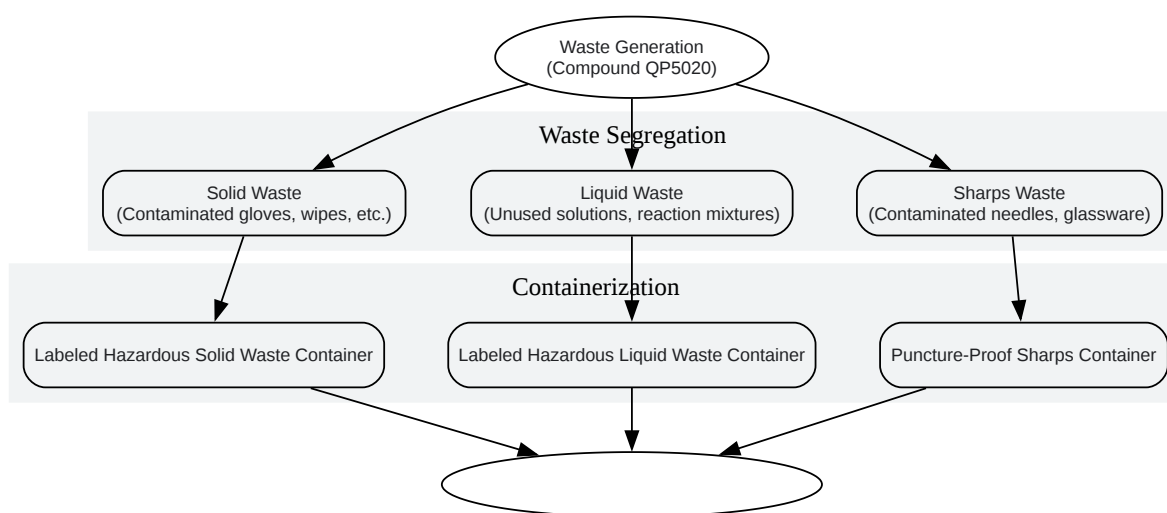 Waste Generation
(Compound QP5020)
Waste Segregation
Solid Waste
(Contaminated gloves, wipes, etc.)
Liquid Waste
(Unused solutions, reaction mixtures)
Sharps Waste
(Contaminated needles, glassware)
Containerization
Labeled Hazardous Solid Waste Container
Labeled Hazardous Liquid Waste Container
Puncture-Proof Sharps Container